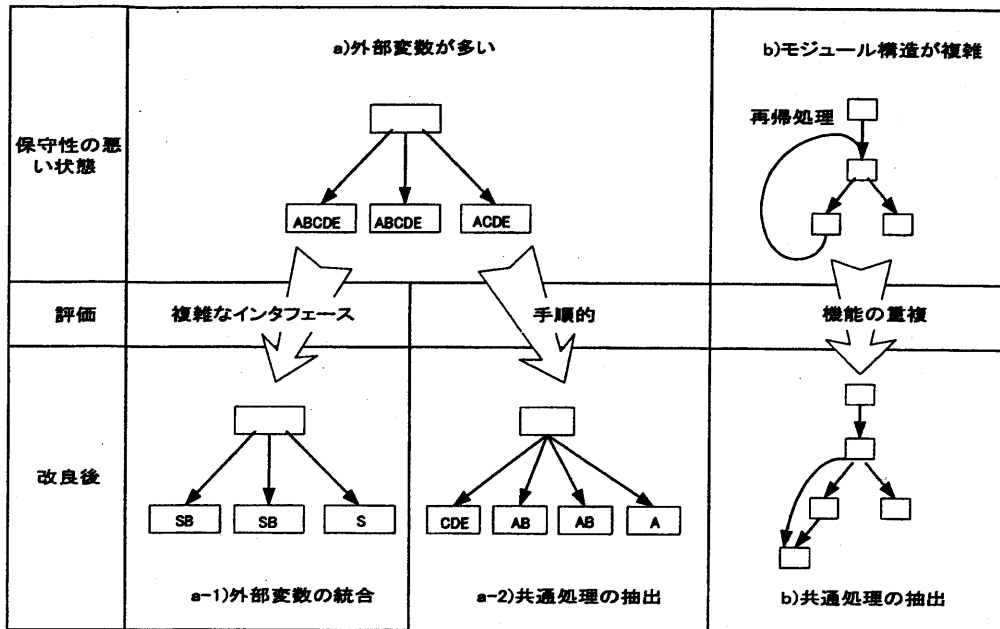 a)外部変数が多い
b)モジュール構造が複雑
保守性の悪
い状態
再帰処理
ABCDE
ABCDE
ACDE
評価
複雑なインタフェース
手順的
機能の重複
改良後
SB
SB
S
CDE
AB
AB
A
a-1)外部変数の統合
a-2)共通処理の抽出
b)共通処理の抽出